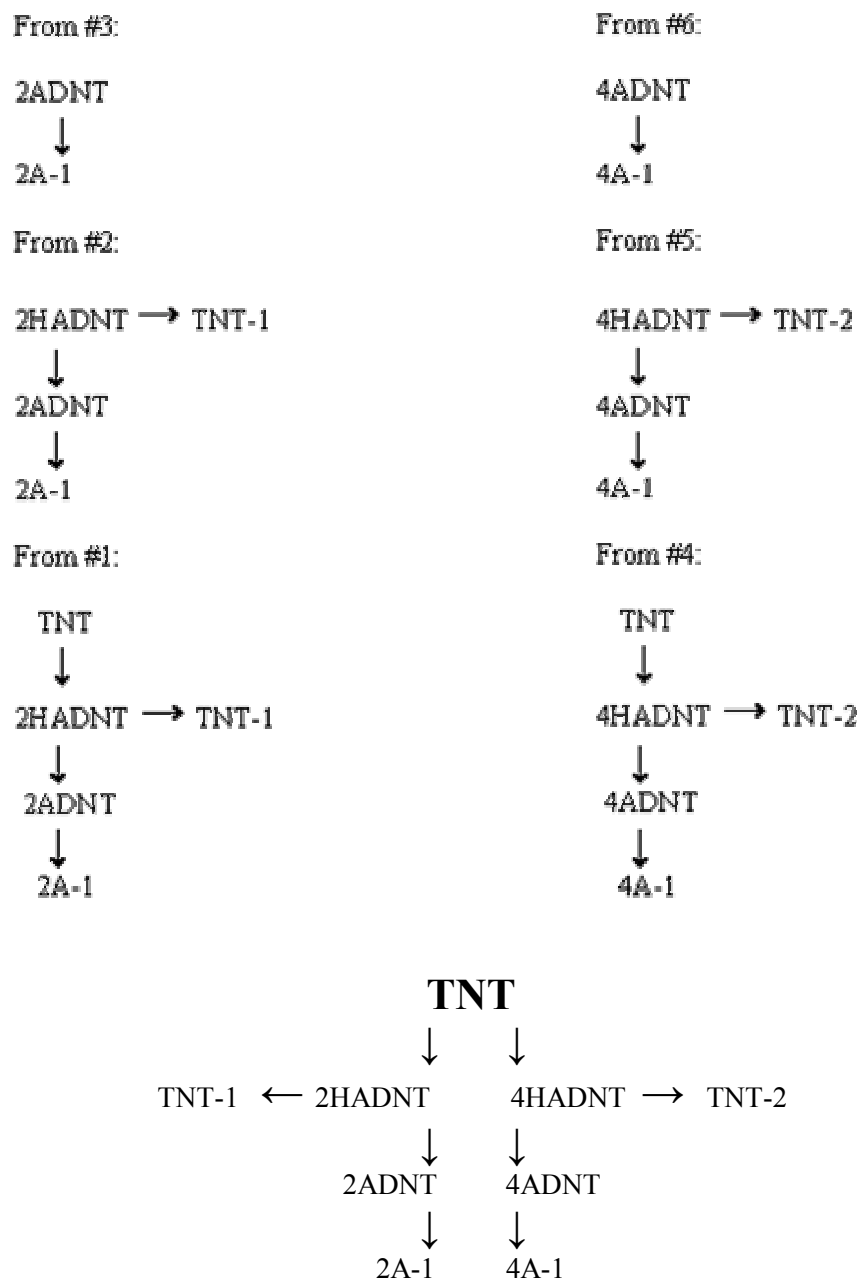 From #3:
2ADNT
↓
2A-1
From #2:
2HADNT → TNT-1
↓
2ADNT
↓
2A-1
From #1:
TNT
↓
2HADNT → TNT-1
↓
2ADNT
↓
2A-1
From #6:
4ADNT
↓
4A-1
From #5:
4HADNT → TNT-2
↓
4ADNT
↓
4A-1
From #4:
TNT
↓
4HADNT → TNT-2
↓
4ADNT
↓
4A-1
TNT
↓ ↓
TNT-1 ← 2HADNT 4HADNT → TNT-2
↓ ↓
2ADNT 4ADNT
↓ ↓
2A-1 4A-1